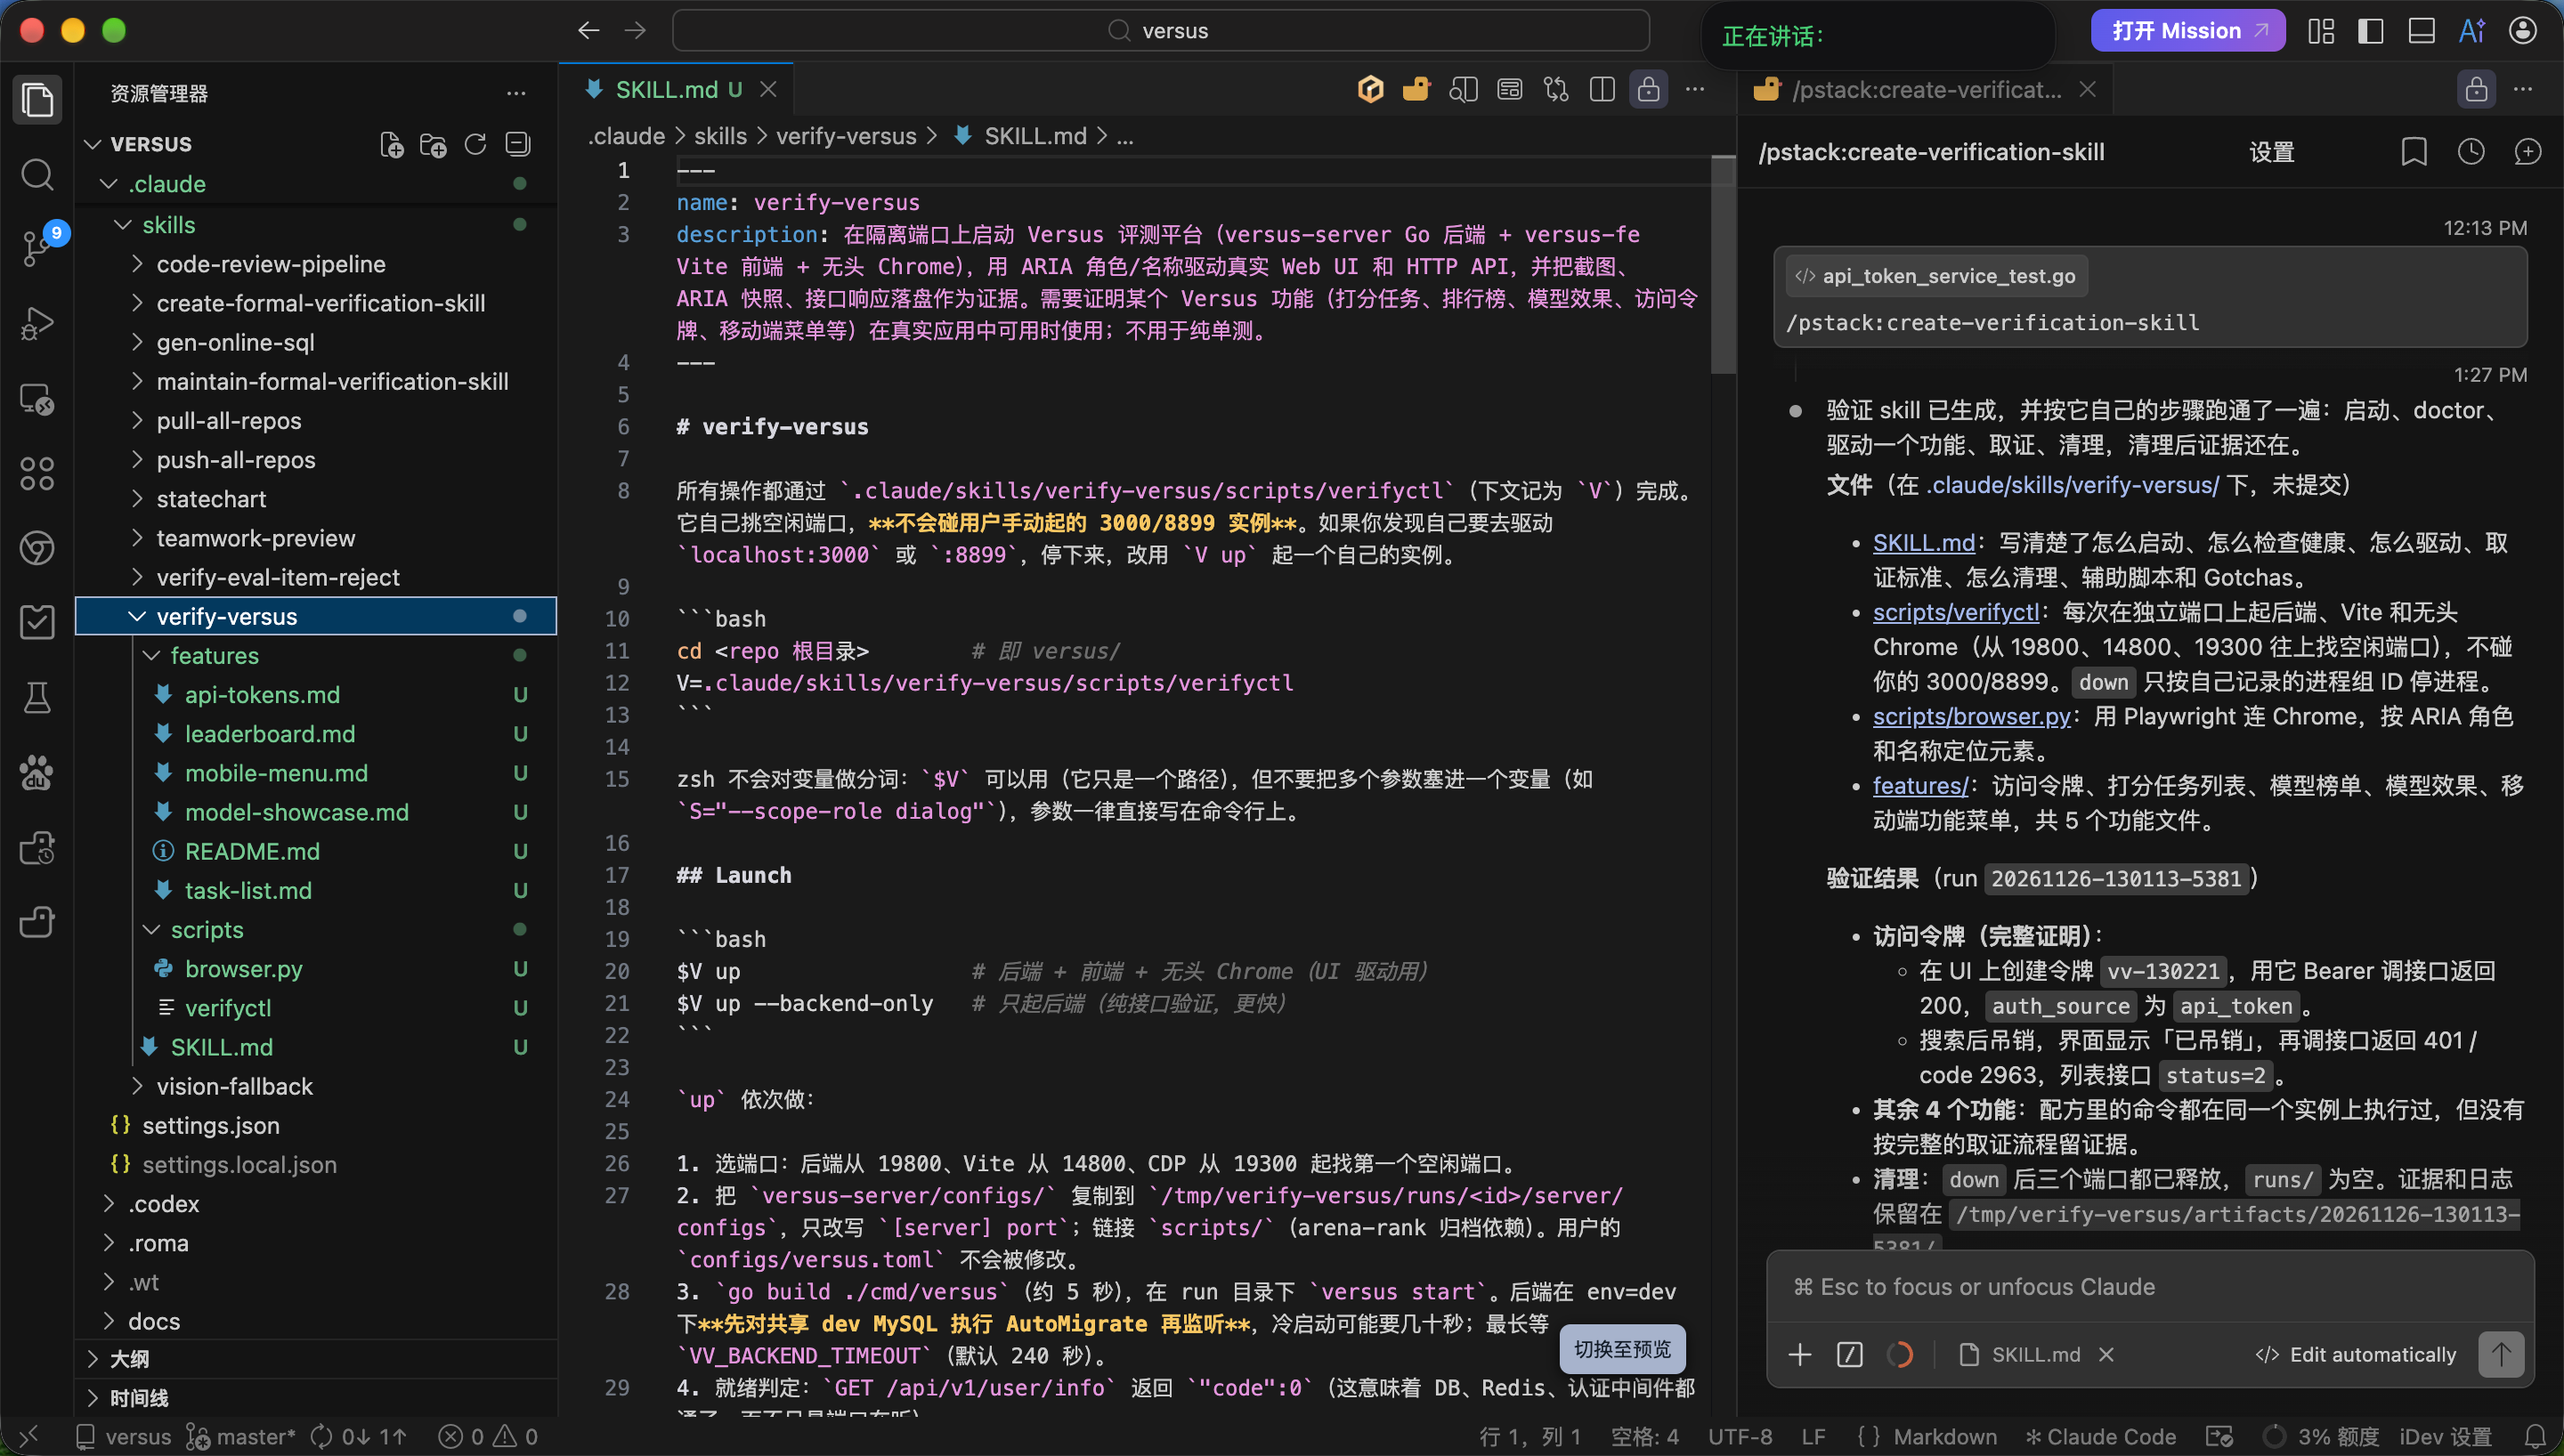 versus
正在讲话：
打开 Mission
资源管理器
VERSUS
.claude
skills
code-review-pipeline
create-formal-verification-skill
gen-online-sql
maintain-formal-verification-skill
pull-all-repos
push-all-repos
statechart
teamwork-preview
verify-eval-item-reject
verify-versus
features
api-tokens.md U
leaderboard.md U
mobile-menu.md U
model-showcase.md U
README.md U
task-list.md U
scripts
browser.py U
verifyctl U
SKILL.md U
vision-fallback
settings.json
settings.local.json
.codex
.roma
.wt
docs
大纲
时间线
9
SKILL.md U
.claude > skills > verify-versus > SKILL.md > ...
1 ---
2 name: verify-versus
3 description: 在隔离端口上启动 Versus 评测平台（versus-server Go 后端 + versus-fe
Vite 前端 + 无头 Chrome），用 ARIA 角色/名称驱动真实 Web UI 和 HTTP API，并把截图、
ARIA 快照、接口响应落盘作为证据。需要证明某个 Versus 功能（打分任务、排行榜、模型效果、访问令
牌、移动端菜单等）在真实应用中可用时使用；不用于纯单测。
4 ---
5
6 # verify-versus
7
8 所有操作都通过 `.claude/skills/verify-versus/scripts/verifyctl`（下文记为 `V`）完成。
它自己挑空闲端口，**不会碰用户手动起的 3000/8899 实例**。如果你发现自己要去驱动
`localhost:3000` 或 `:8899`，停下来，改用 `V up` 起一个自己的实例。
9
10 ```bash
11 cd <repo 根目录> # 即 versus/
12 V=.claude/skills/verify-versus/scripts/verifyctl
13 ```
14
15 zsh 不会对变量做分词：`$V` 可以用（它只是一个路径），但不要把多个参数塞进一个变量（如
`S="--scope-role dialog"`），参数一律直接写在命令行上。
16
17 ## Launch
18
19 ```bash
20 $V up # 后端 + 前端 + 无头 Chrome（UI 驱动用）
21 $V up --backend-only # 只起后端（纯接口验证，更快）
22 ```
23
24 `up` 依次做：
25
26 1. 选端口：后端从 19800、Vite 从 14800、CDP 从 19300 起找第一个空闲端口。
27 2. 把 `versus-server/configs/` 复制到 `/tmp/verify-versus/runs/<id>/server/
configs`，只改写 `[server] port`；链接 `scripts/`（arena-rank 归档依赖）。用户的
`configs/versus.toml` 不会被修改。
28 3. `go build ./cmd/versus`（约 5 秒），在 run 目录下 `versus start`。后端在 env=dev
下**先对共享 dev MySQL 执行 AutoMigrate 再监听**，冷启动可能要几十秒；最长等
`VV_BACKEND_TIMEOUT`（默认 240 秒）。
29 4. 就绪判定：`GET /api/v1/user/info` 返回 `"code":0`（这意味着 DB、Redis、认证中间件都
切换至预览
/pstack:create-verificat...
/pstack:create-verification-skill
设置
12:13 PM
api_token_service_test.go
/pstack:create-verification-skill
1:27 PM
验证 skill 已生成，并按它自己的步骤跑通了一遍：启动、doctor、
驱动一个功能、取证、清理，清理后证据还在。
文件（在 .claude/skills/verify-versus/ 下，未提交）
• SKILL.md：写清楚了怎么启动、怎么检查健康、怎么驱动、取
证标准、怎么清理、辅助脚本和 Gotchas。
• scripts/verifyctl：每次在独立端口上起后端、Vite 和无头
Chrome（从 19800、14800、19300 往上找空闲端口），不碰
你的 3000/8899。down 只按自己记录的进程组 ID 停进程。
• scripts/browser.py：用 Playwright 连 Chrome，按 ARIA 角色
和名称定位元素。
• features/：访问令牌、打分任务列表、模型榜单、模型效果、移
动端功能菜单，共 5 个功能文件。
验证结果（run 20261126-130113-5381）
• 访问令牌（完整证明）：
◦ 在 UI 上创建令牌 vv-130221，用它 Bearer 调接口返回
200，auth_source 为 api_token。
◦ 搜索后吊销，界面显示「已吊销」，再调接口返回 401 /
code 2963，列表接口 status=2。
• 其余 4 个功能：配方里的命令都在同一个实例上执行过，但没有
按完整的取证流程留证据。
• 清理：down 后三个端口都已释放，runs/ 为空。证据和日志
保留在 /tmp/verify-versus/artifacts/20261126-130113-
5381/
⌘ Esc to focus or unfocus Claude
SKILL.md
Edit automatically
versus master* 0↓ 1↑ 0 0
行 1，列 1 空格: 4 UTF-8 LF { } Markdown Claude Code 3% 额度 iDev 设置